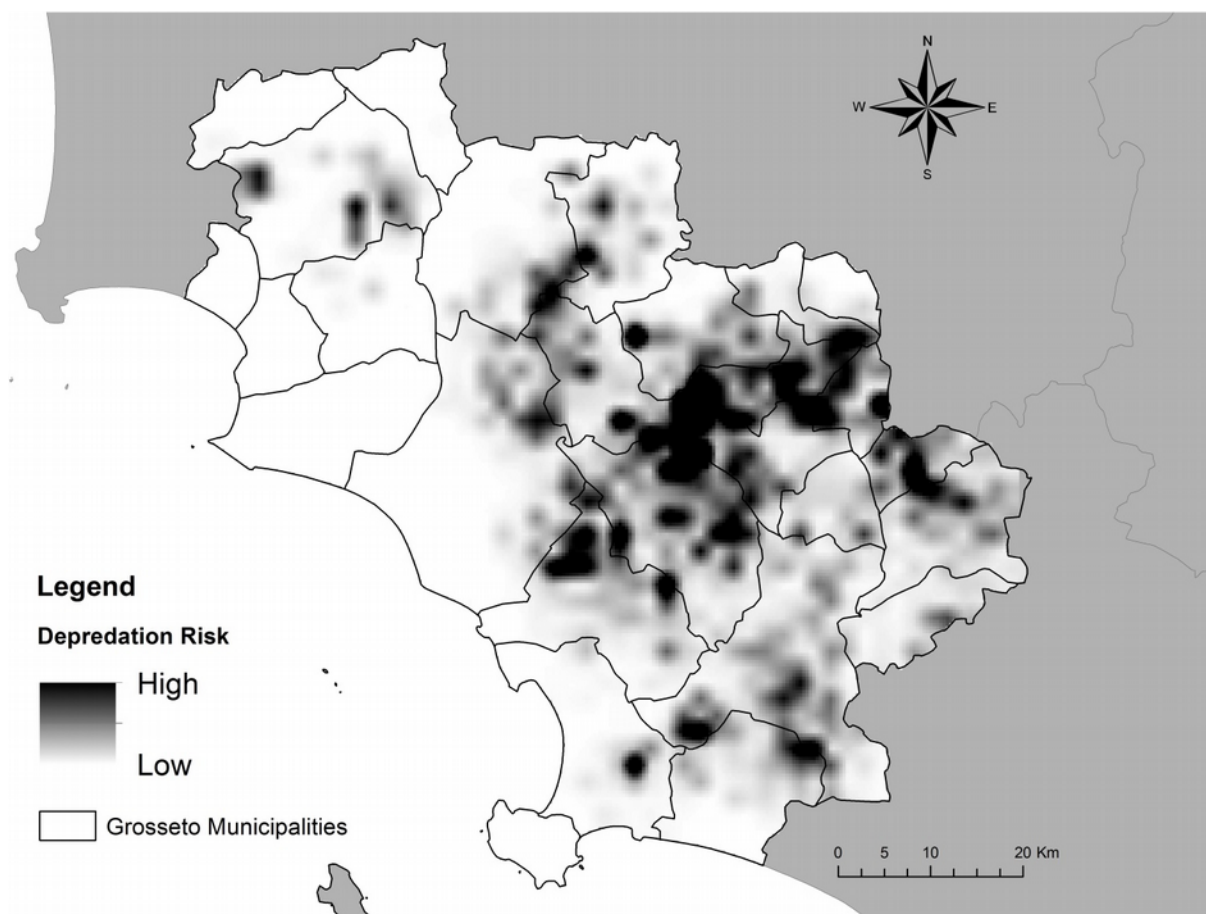 N
W E
S
Legend
Depredation Risk
High
Low
Grosseto Municipalities
0 5 10 20 Km